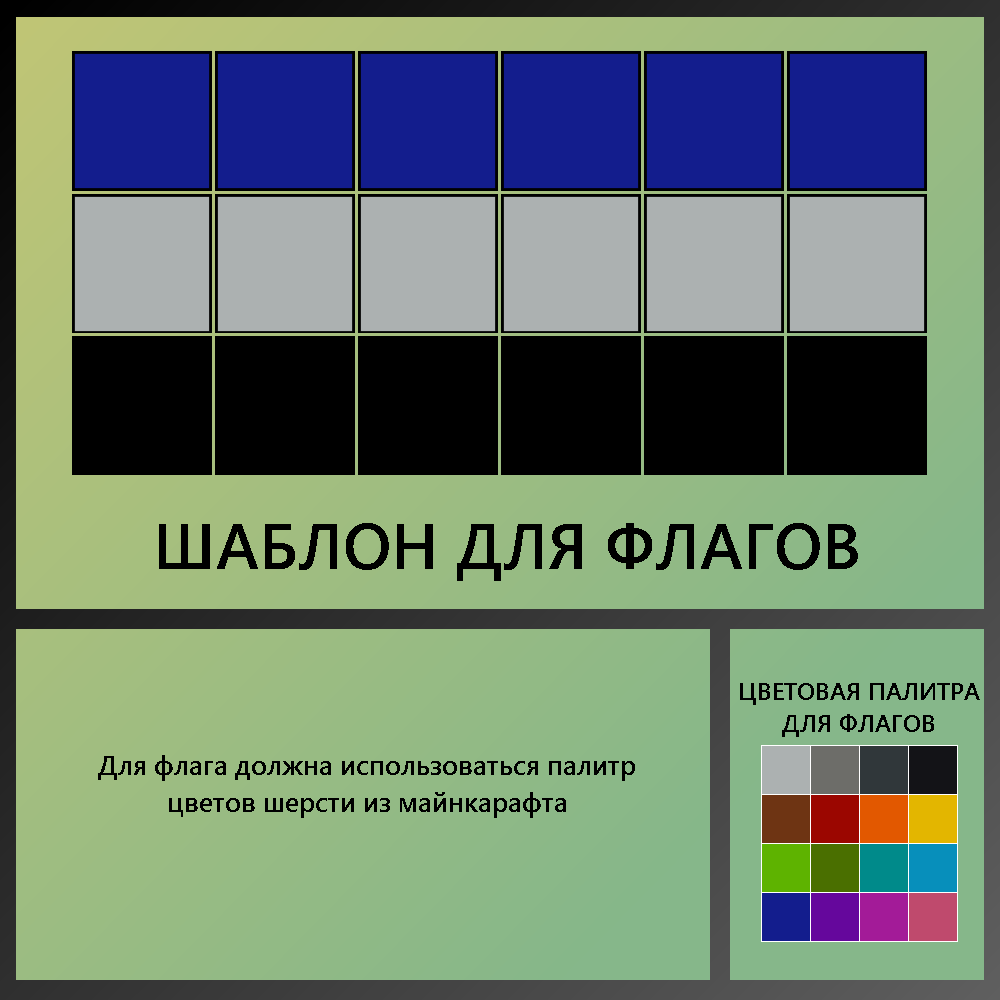 ШАБЛОН ДЛЯ ФЛАГОВ
Для флага должна использоваться палитр
цветов шерсти из майнкарафта
ЦВЕТОВАЯ ПАЛИТРА
ДЛЯ ФЛАГОВ